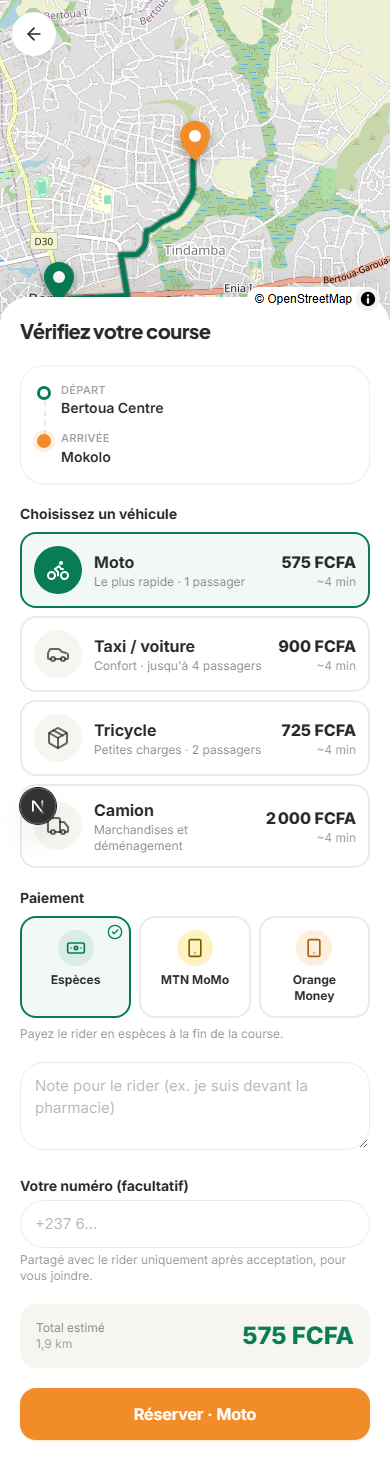 Bertoua I
Bertoua
D30
Tindamba
Enia
Bertoua-Garoua-
© OpenStreetMap
Vérifiez votre course
DÉPART
Bertoua Centre
ARRIVÉE
Mokolo
Choisissez un véhicule
Moto
575 FCFA
Le plus rapide · 1 passager
~4 min
Taxi / voiture
900 FCFA
Confort · jusqu'à 4 passagers
~4 min
Tricycle
725 FCFA
Petites charges · 2 passagers
~4 min
N
Camion
2 000 FCFA
Marchandises et
déménagement
~4 min
Paiement
Espèces
MTN MoMo
Orange
Money
Payez le rider en espèces à la fin de la course.
Note pour le rider (ex. je suis devant la
pharmacie)
Votre numéro (facultatif)
+237 6...
Partagé avec le rider uniquement après acceptation, pour
vous joindre.
Total estimé
575 FCFA
1,9 km
Réserver · Moto